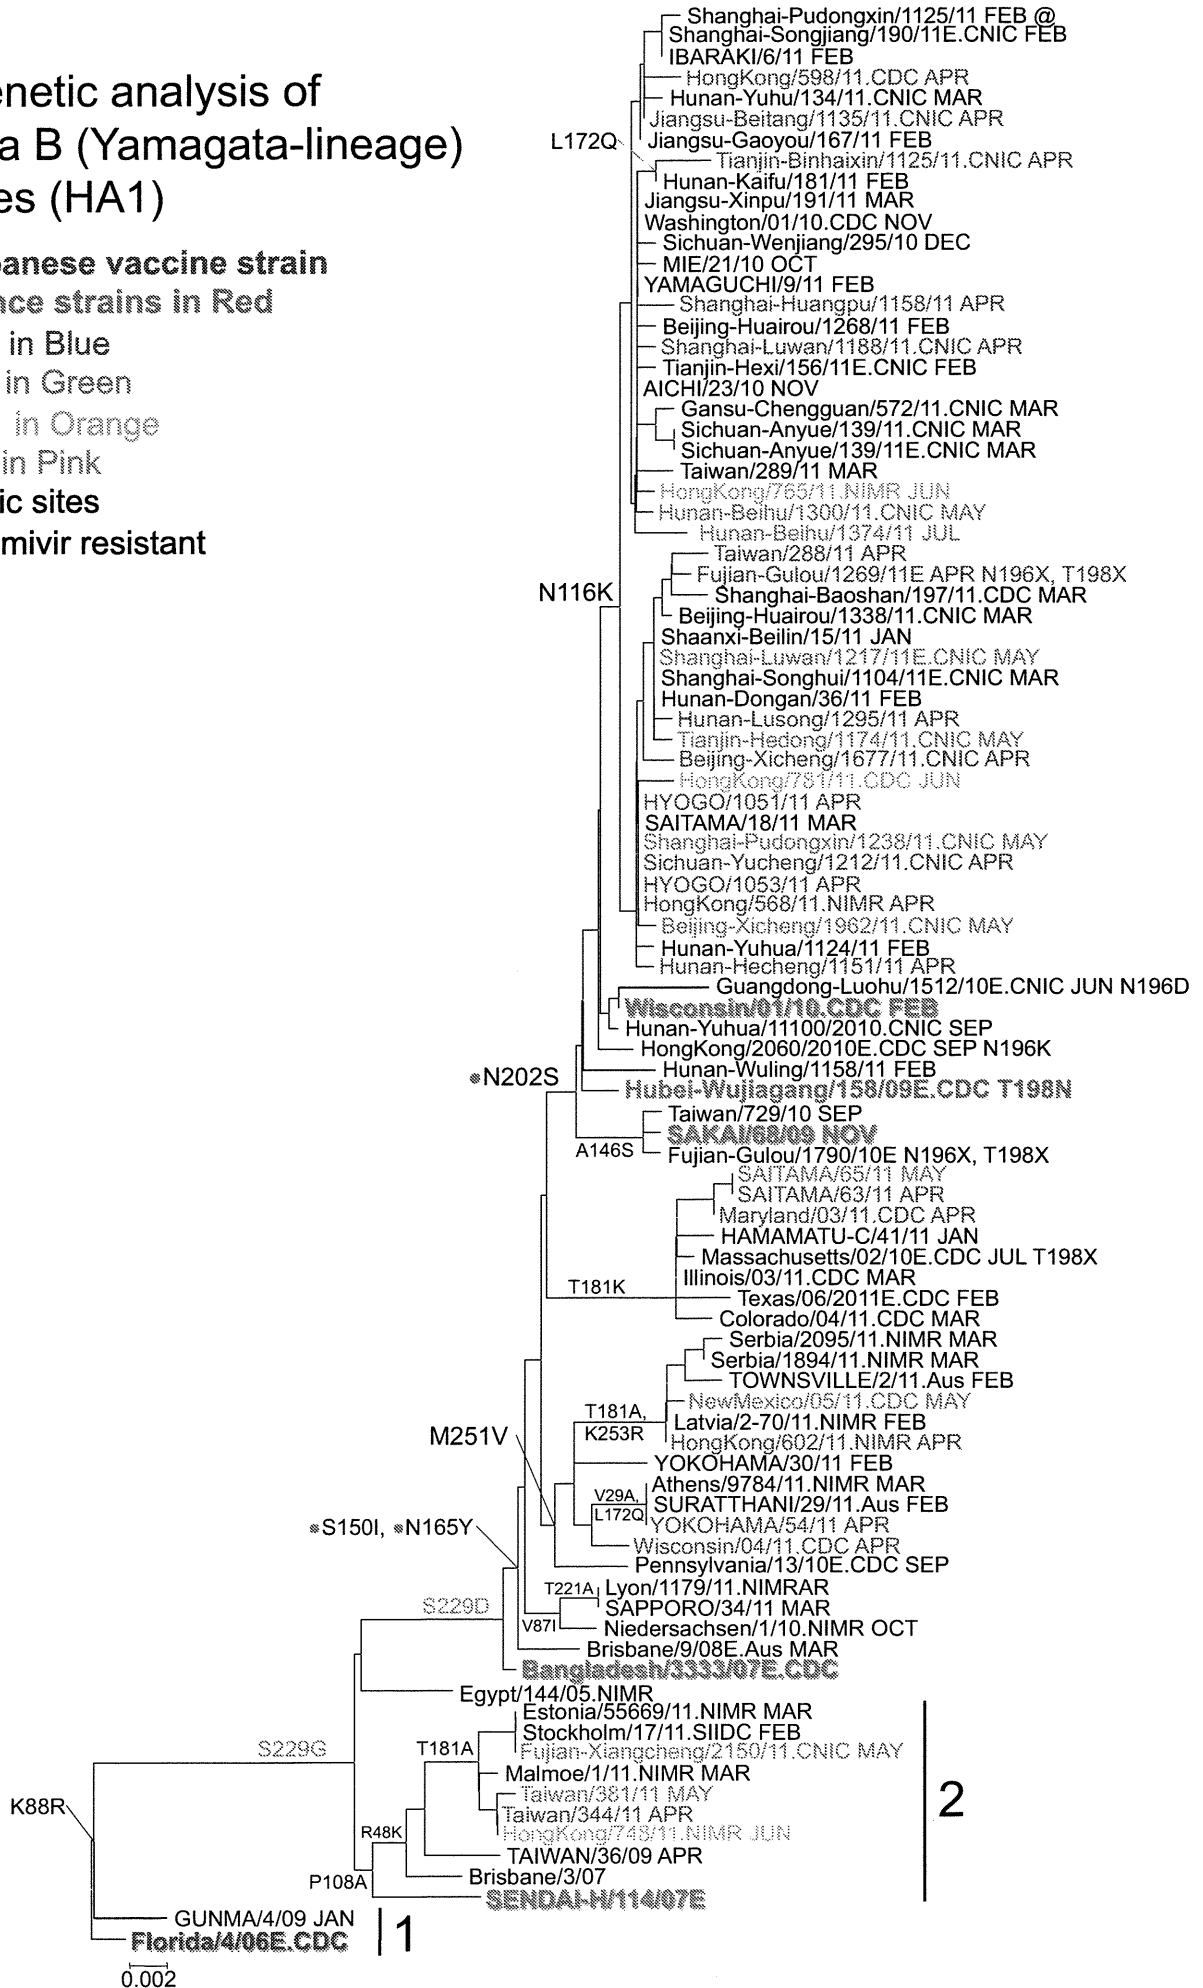 enetic analysis of
a B (Yamagata-lineage)
es (HA1)
anese vaccine strain
nce strains in Red
in Blue
in Green
in Orange
in Pink
ic sites
mivir resistant
Shanghai-Pudongxin/1125/11 FEB @
Shanghai-Songjiang/190/11E.CNIC FEB
IBARAKI/6/11 FEB
HongKong/598/11.CDC APR
Hunan-Yuhu/134/11.CNIC MAR
Jiangsu-Beitang/1135/11.CNIC APR
L172Q
Jiangsu-Gaoyou/167/11 FEB
Tianjin-Binhaixin/1125/11.CNIC APR
Hunan-Kaifu/181/11 FEB
Jiangsu-Xinpu/191/11 MAR
Washington/01/10.CDC NOV
Sichuan-Wenjiang/295/10 DEC
MIE/21/10 OCT
YAMAGUCHI/9/11 FEB
Shanghai-Huangpu/1158/11 APR
Beijing-Huairou/1268/11 FEB
Shanghai-Luwan/1188/11.CNIC APR
Tianjin-Hexi/156/11E.CNIC FEB
AICHI/23/10 NOV
Gansu-Chengguan/572/11.CNIC MAR
Sichuan-Anyue/139/11.CNIC MAR
Sichuan-Anyue/139/11E.CNIC MAR
Taiwan/289/11 MAR
HongKong/765/11.NIMR JUN
Hunan-Beihu/1300/11.CNIC MAY
Hunan-Beihu/1374/11 JUL
Taiwan/288/11 APR
Fujian-Gulou/1269/11E APR N196X, T198X
N116K
Shanghai-Baoshan/197/11.CDC MAR
Beijing-Huairou/1338/11.CNIC MAR
Shaanxi-Beilin/15/11 JAN
Shanghai-Luwan/1217/11E.CNIC MAY
Shanghai-Songhui/1104/11E.CNIC MAR
Hunan-Dongan/36/11 FEB
Hunan-Lusong/1295/11 APR
Tianjin-Hedong/1174/11.CNIC MAY
Beijing-Xicheng/1677/11.CNIC APR
HongKong/781/11.CDC JUN
HYOGO/1051/11 APR
SAITAMA/18/11 MAR
Shanghai-Pudongxin/1238/11.CNIC MAY
Sichuan-Yucheng/1212/11.CNIC APR
HYOGO/1053/11 APR
HongKong/568/11.NIMR APR
Beijing-Xicheng/1962/11.CNIC MAY
Hunan-Yuhua/1124/11 FEB
Hunan-Hecheng/1151/11 APR
Guangdong-Luohu/1512/10E.CNIC JUN N196D
Wisconsin/01/10.CDC FEB
Hunan-Yuhua/11100/2010.CNIC SEP
HongKong/2060/2010E.CDC SEP N196K
Hunan-Wuling/1158/11 FEB
N202S
Hubei-Wujiagang/158/09E.CDC T198N
Taiwan/729/10 SEP
SAKAI/68/09 NOV
A146S
Fujian-Gulou/1790/10E N196X, T198X
SAITAMA/65/11 MAY
SAITAMA/63/11 APR
Maryland/03/11.CDC APR
HAMAMATU-C/41/11 JAN
Massachusetts/02/10E.CDC JUL T198X
Illinois/03/11.CDC MAR
T181K
Texas/06/2011E.CDC FEB
Colorado/04/11.CDC MAR
Serbia/2095/11.NIMR MAR
Serbia/1894/11.NIMR MAR
TOWNSVILLE/2/11.Aus FEB
NewMexico/05/11.CDC MAY
T181A,
K253R
Latvia/2-70/11.NIMR FEB
M251V
HongKong/602/11.NIMR APR
YOKOHAMA/30/11 FEB
Athens/9784/11.NIMR MAR
V29A,
L172Q
SURATTHANI/29/11.Aus FEB
S150I, N165Y
YOKOHAMA/54/11 APR
Wisconsin/04/11.CDC APR
Pennsylvania/13/10E.CDC SEP
T221A
Lyon/1179/11.NIMRAR
S229D
SAPPORO/34/11 MAR
V87I
Niedersachsen/1/10.NIMR OCT
Brisbane/9/08E.Aus MAR
Bangladesh/3333/07E.CDC
Egypt/144/05.NIMR
Estonia/55669/11.NIMR MAR
Stockholm/17/11.SIIDC FEB
S229G
T181A
Fujian-Xiangcheng/2150/11.CNIC MAY
Malmoe/1/11.NIMR MAR
Taiwan/381/11 MAY
2
K88R
Taiwan/344/11 APR
R48K
HongKong/748/11.NIMR JUN
TAIWAN/36/09 APR
P108A
Brisbane/3/07
SENDAI-H/114/07E
GUNMA/4/09 JAN
1
Florida/4/06E.CDC
0.002